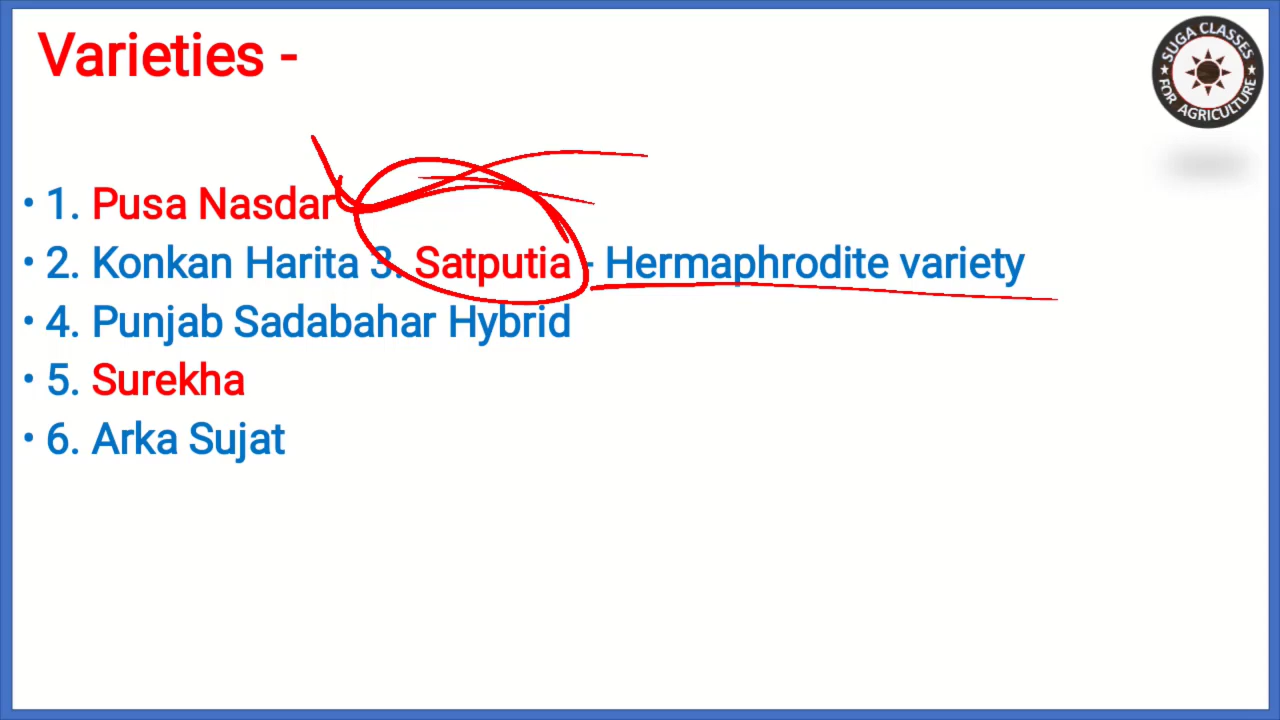 Varieties -
SUGA CLASSES
FOR AGRICULTURE
• 1. Pusa Nasdar
• 2. Konkan Harita 3. Satputia - Hermaphrodite variety
• 4. Punjab Sadabahar Hybrid
• 5. Surekha
• 6. Arka Sujat